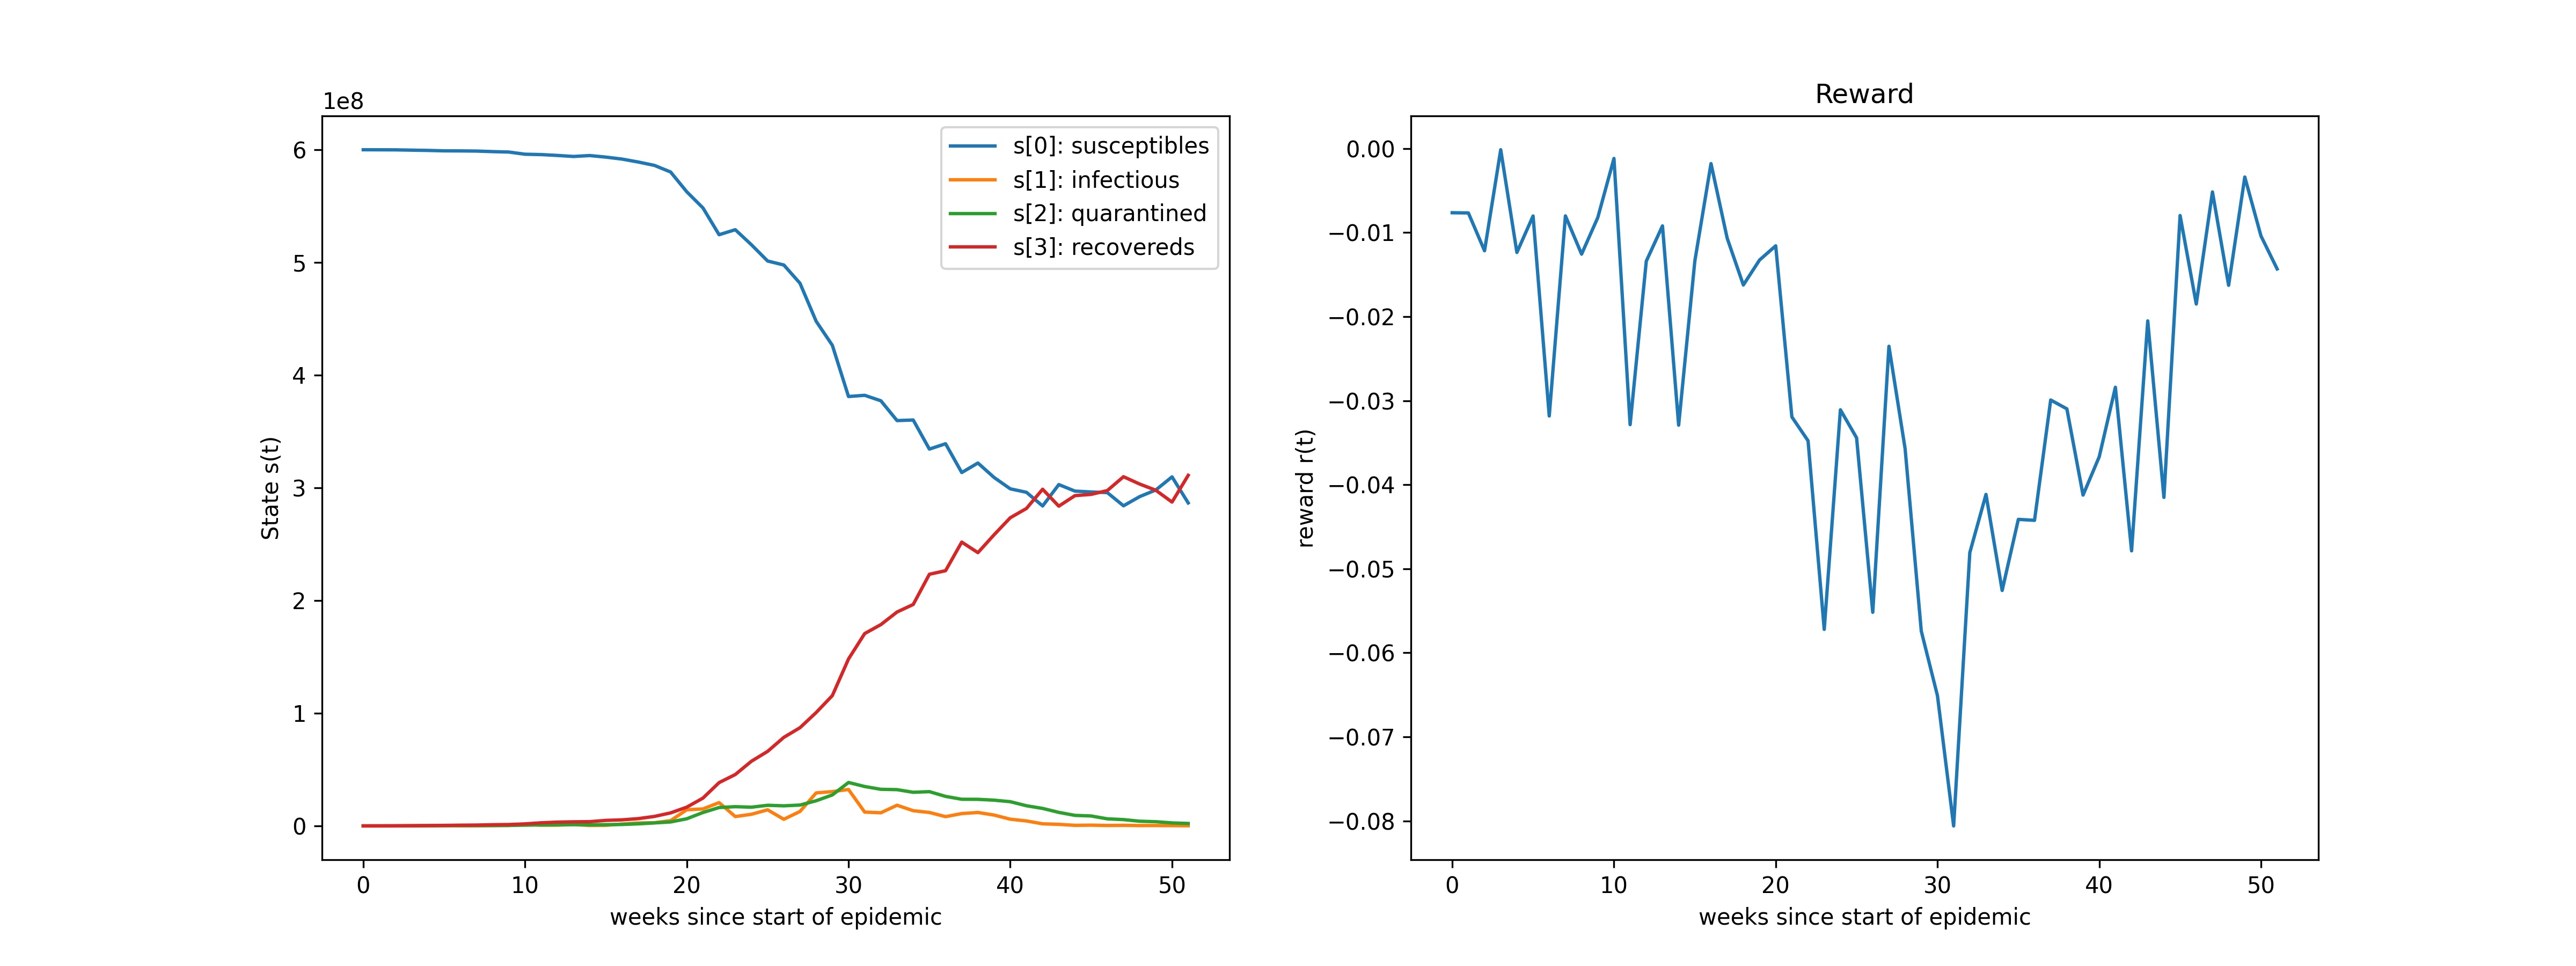 1e8
6
5
4
3
2
1
0
State s(t)
0 10 20 30 40 50
weeks since start of epidemic
s[0]: susceptibles
s[1]: infectious
s[2]: quarantined
s[3]: recovereds
Reward
0.00
−0.01
−0.02
−0.03
−0.04
−0.05
−0.06
−0.07
−0.08
reward r(t)
0 10 20 30 40 50
weeks since start of epidemic